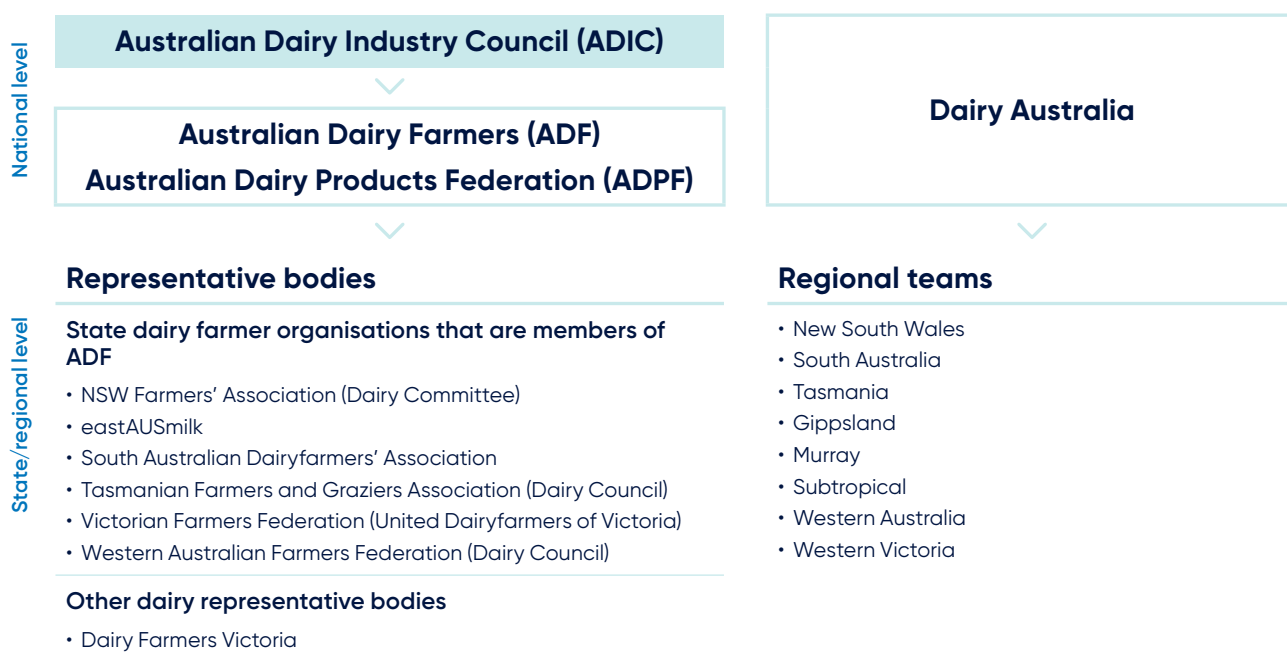 National level
Australian Dairy Industry Council (ADIC)
Australian Dairy Farmers (ADF)
Australian Dairy Products Federation (ADPF)
Dairy Australia
State/regional level
Representative bodies
State dairy farmer organisations that are members of
ADF
• NSW Farmers’ Association (Dairy Committee)
• eastAUSmilk
• South Australian Dairyfarmers’ Association
• Tasmanian Farmers and Graziers Association (Dairy Council)
• Victorian Farmers Federation (United Dairyfarmers of Victoria)
• Western Australian Farmers Federation (Dairy Council)
Other dairy representative bodies
• Dairy Farmers Victoria
Regional teams
• New South Wales
• South Australia
• Tasmania
• Gippsland
• Murray
• Subtropical
• Western Australia
• Western Victoria